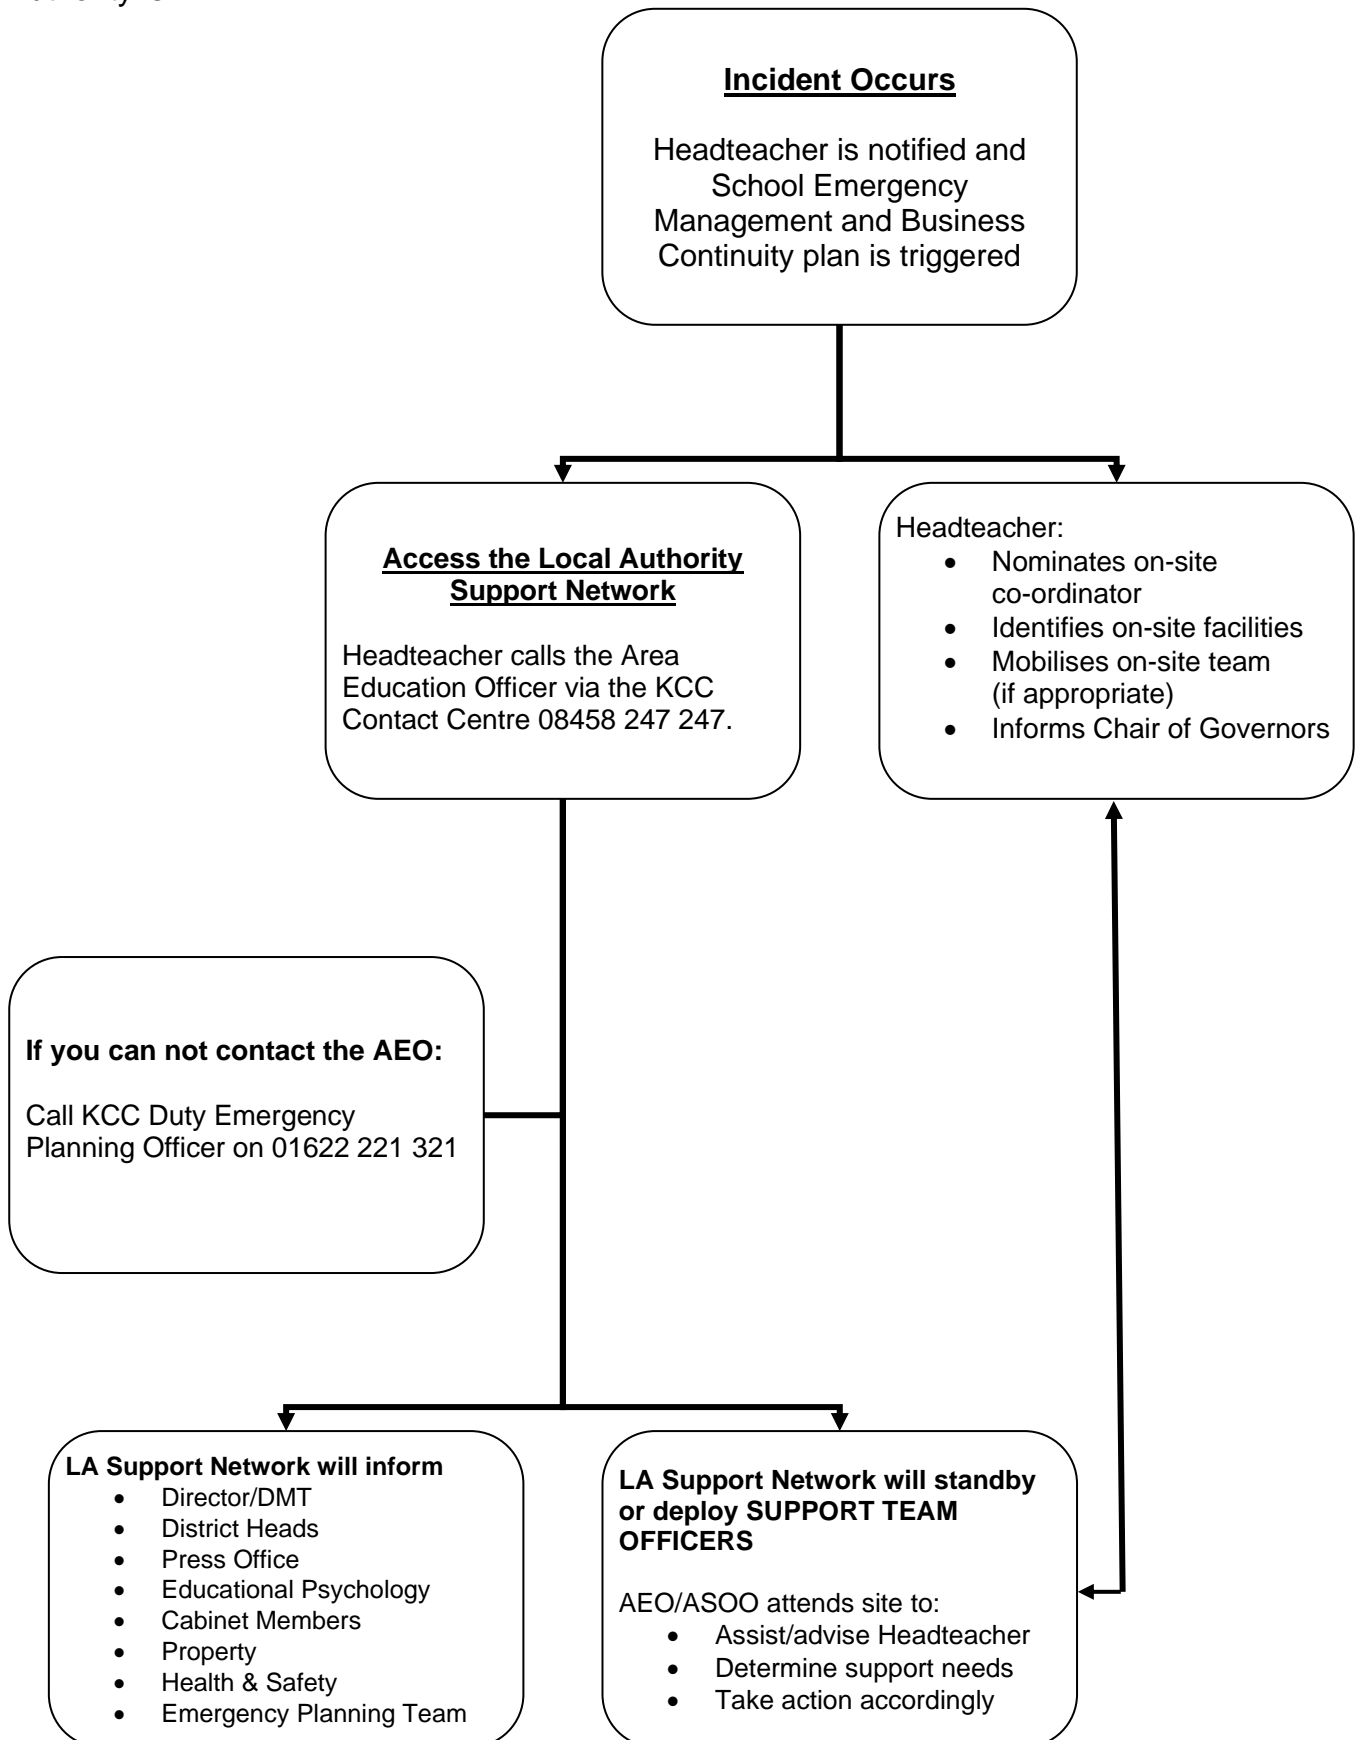 Incident Occurs
Headteacher is notified and
School Emergency
Management and Business
Continuity plan is triggered
Access the Local Authority
Support Network
Headteacher calls the Area
Education Officer via the KCC
Contact Centre 08458 247 247.
Headteacher:
• Nominates on-site
co-ordinator
• Identifies on-site facilities
• Mobilises on-site team
(if appropriate)
• Informs Chair of Governors
If you can not contact the AEO:
Call KCC Duty Emergency
Planning Officer on 01622 221 321
LA Support Network will inform
• Director/DMT
• District Heads
• Press Office
• Educational Psychology
• Cabinet Members
• Property
• Health & Safety
• Emergency Planning Team
LA Support Network will standby
or deploy SUPPORT TEAM
OFFICERS
AEO/ASOO attends site to:
• Assist/advise Headteacher
• Determine support needs
• Take action accordingly